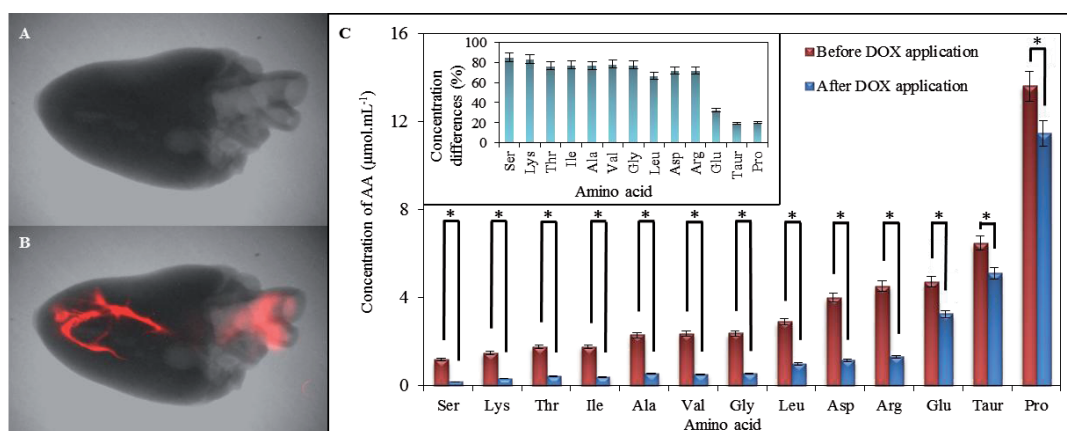 A
B
C
16
12
8
4
0
Concentration of AA (μmol.mL⁻¹)
100
80
60
40
20
0
Concentration
differences (%)
Ser Lys Thr Ile Ala Val Gly Leu Asp Arg Glu Taur Pro
Amino acid
Before DOX application
After DOX application
* * * * * * * * * * * * *
Ser Lys Thr Ile Ala Val Gly Leu Asp Arg Glu Taur Pro
Amino acid